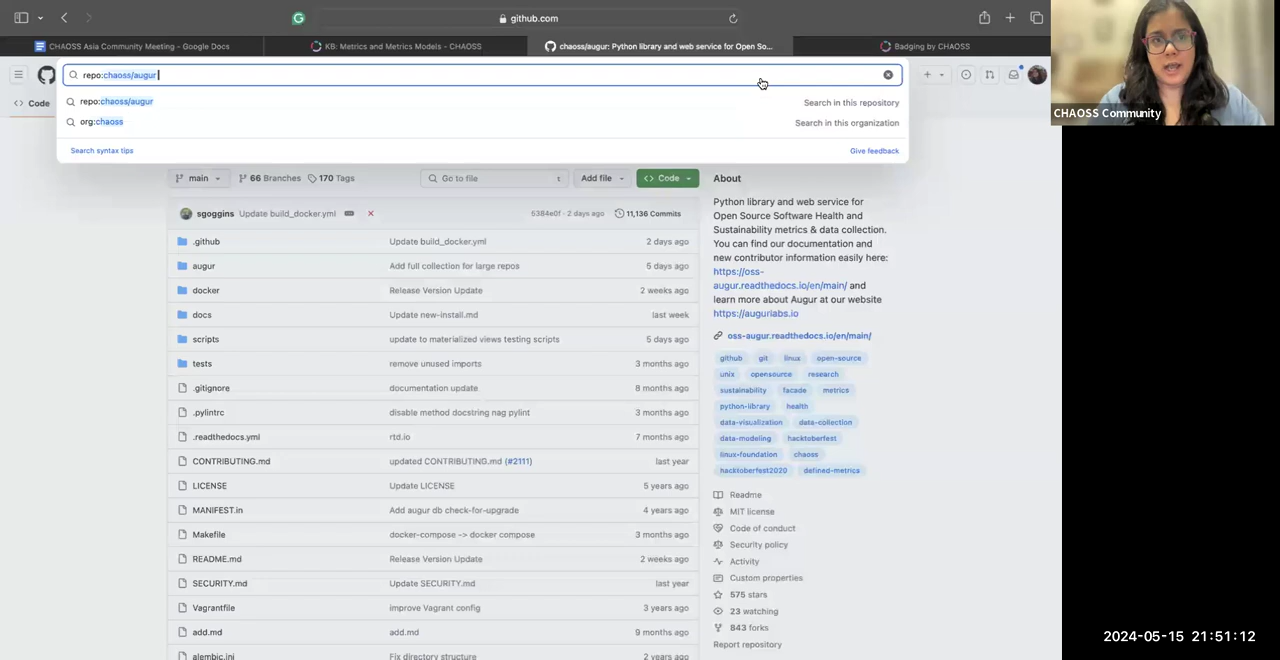 github.com
CHAOSS Asia Community Meeting - Google Docs
KB: Metrics and Metrics Models - CHAOSS
chaoss/augur: Python library and web service for Open So...
Badging by CHAOSS
repo:chaoss/augur
repo:chaoss/augur
Search in this repository
org:chaoss
Search in this organization
Search syntax tips
Give feedback
<> Code
CHAOSS Community
main
66 Branches
170 Tags
Go to file
t
Add file
<> Code
sgoggins Update build_docker.yml
5384e0f · 2 days ago
11,136 Commits
.github Update build_docker.yml 2 days ago
augur Add full collection for large repos 5 days ago
docker Release Version Update 2 weeks ago
docs Update new-install.md last week
scripts update to materialized views testing scripts 5 days ago
tests remove unused imports 3 months ago
.gitignore documentation update 8 months ago
.pylintrc disable method docstring nag pylint 3 months ago
.readthedocs.yml rtd.io 7 months ago
CONTRIBUTING.md updated CONTRIBUTING.md (#2111) last year
LICENSE Update LICENSE 5 years ago
MANIFEST.in Add augur db check-for-upgrade 4 years ago
Makefile docker-compose -> docker compose 3 months ago
README.md Release Version Update 2 weeks ago
SECURITY.md Update SECURITY.md last year
Vagrantfile improve Vagrant config 3 years ago
add.md add.md 9 months ago
alembic.ini Fix directory structure 2 years ago
About
Python library and web service for
Open Source Software Health and
Sustainability metrics & data collection.
You can find our documentation and
new contributor information easily here:
https://oss-
augur.readthedocs.io/en/main/ and
learn more about Augur at our website
https://augurlabs.io
oss-augur.readthedocs.io/en/main/
github git linux open-source
unix opensource research
sustainability facade metrics
python-library health
data-visualization data-collection
data-modeling hacktoberfest
linux-foundation chaoss
hacktoberfest2020 defined-metrics
Readme
MIT license
Code of conduct
Security policy
Activity
Custom properties
575 stars
23 watching
843 forks
Report repository
2024-05-15 21:51:12